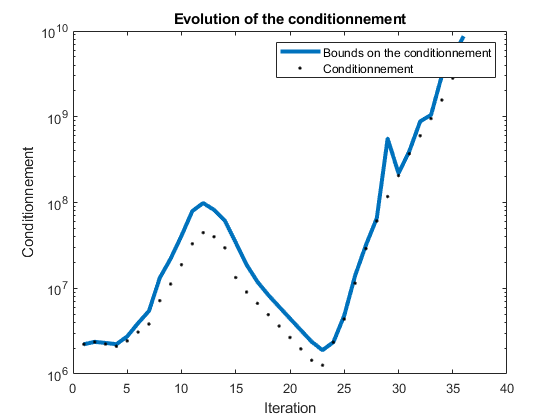 Evolution of the conditionnement
Bounds on the conditionnement
Conditionnement
Conditionnement
10^10
10^9
10^8
10^7
10^6
0 5 10 15 20 25 30 35 40
Iteration